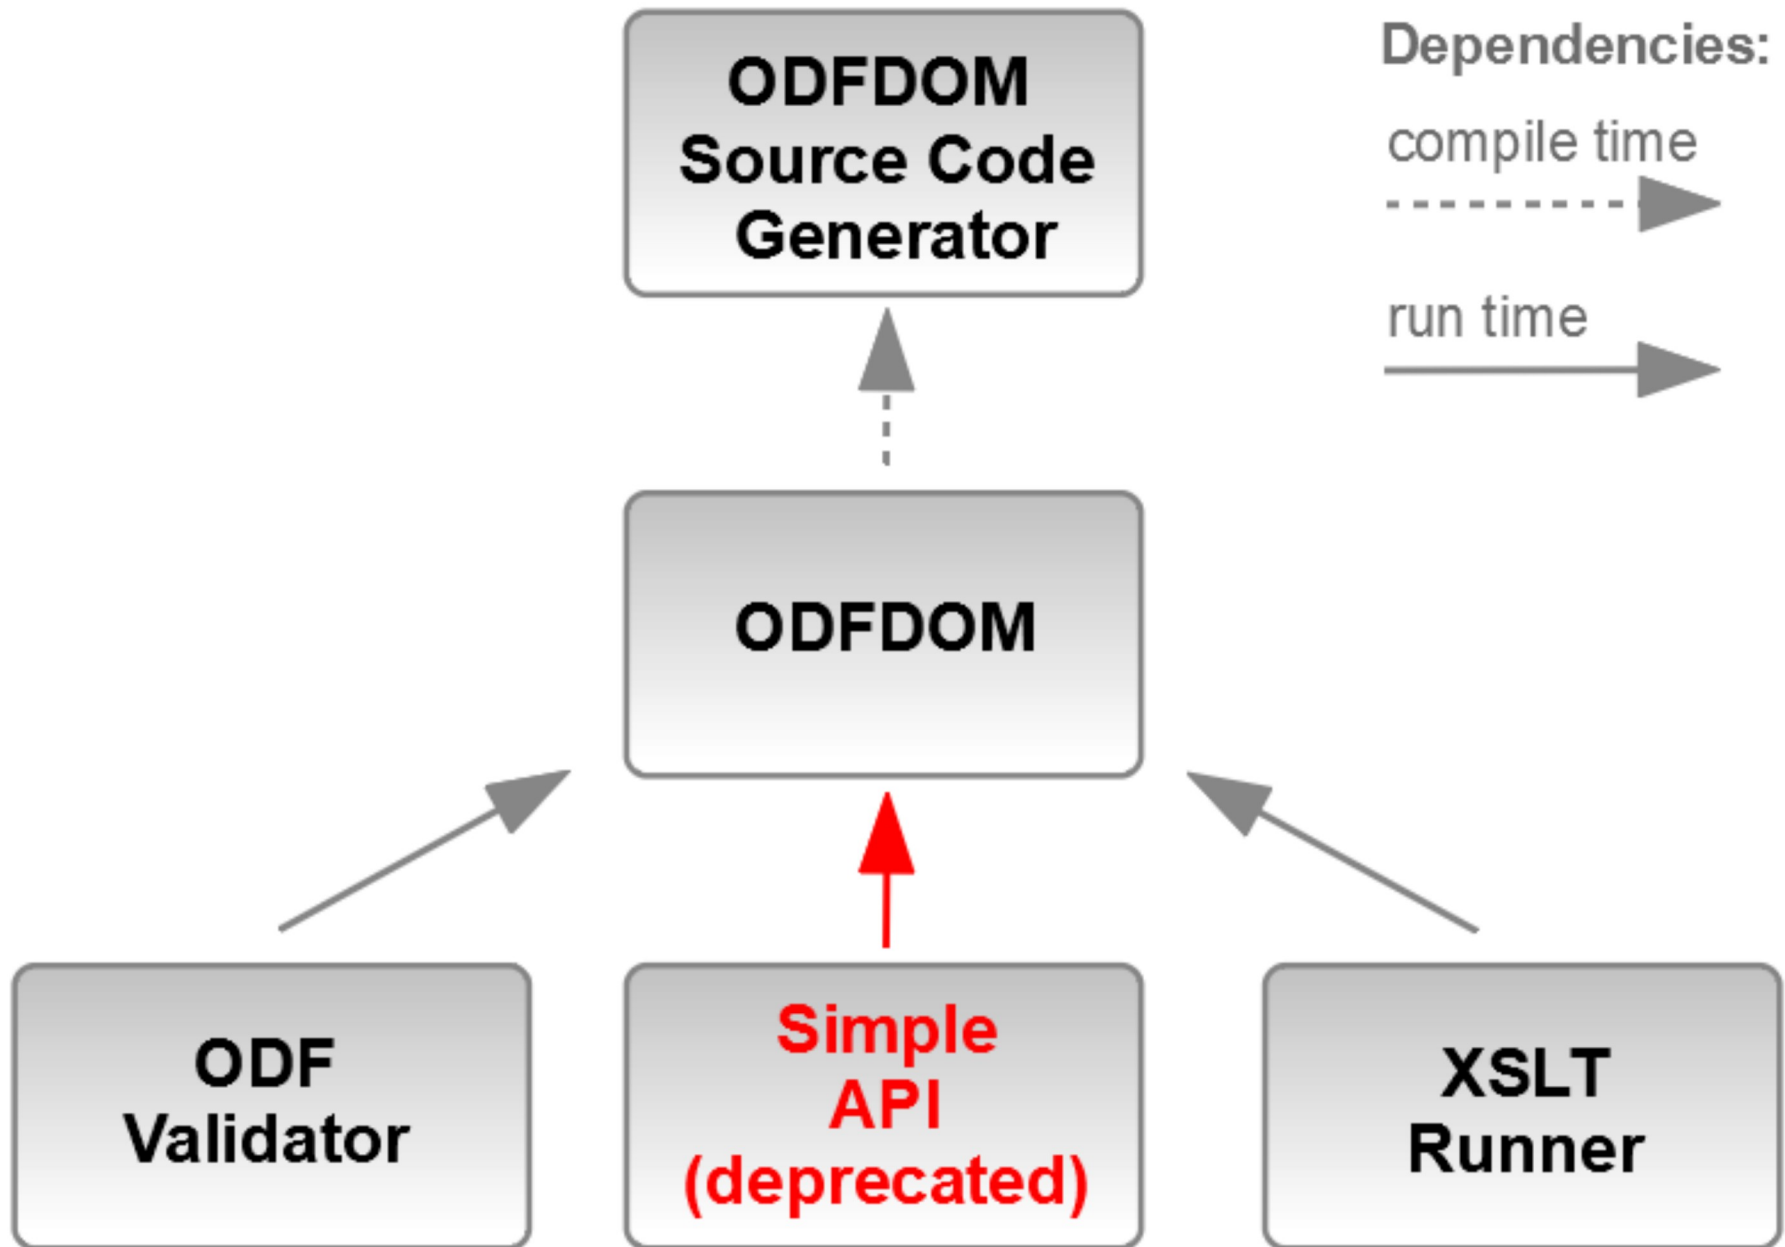 ODFDOM
Source Code
Generator
Dependencies:
compile time
run time
ODFDOM
ODF
Validator
Simple
API
(deprecated)
XSLT
Runner